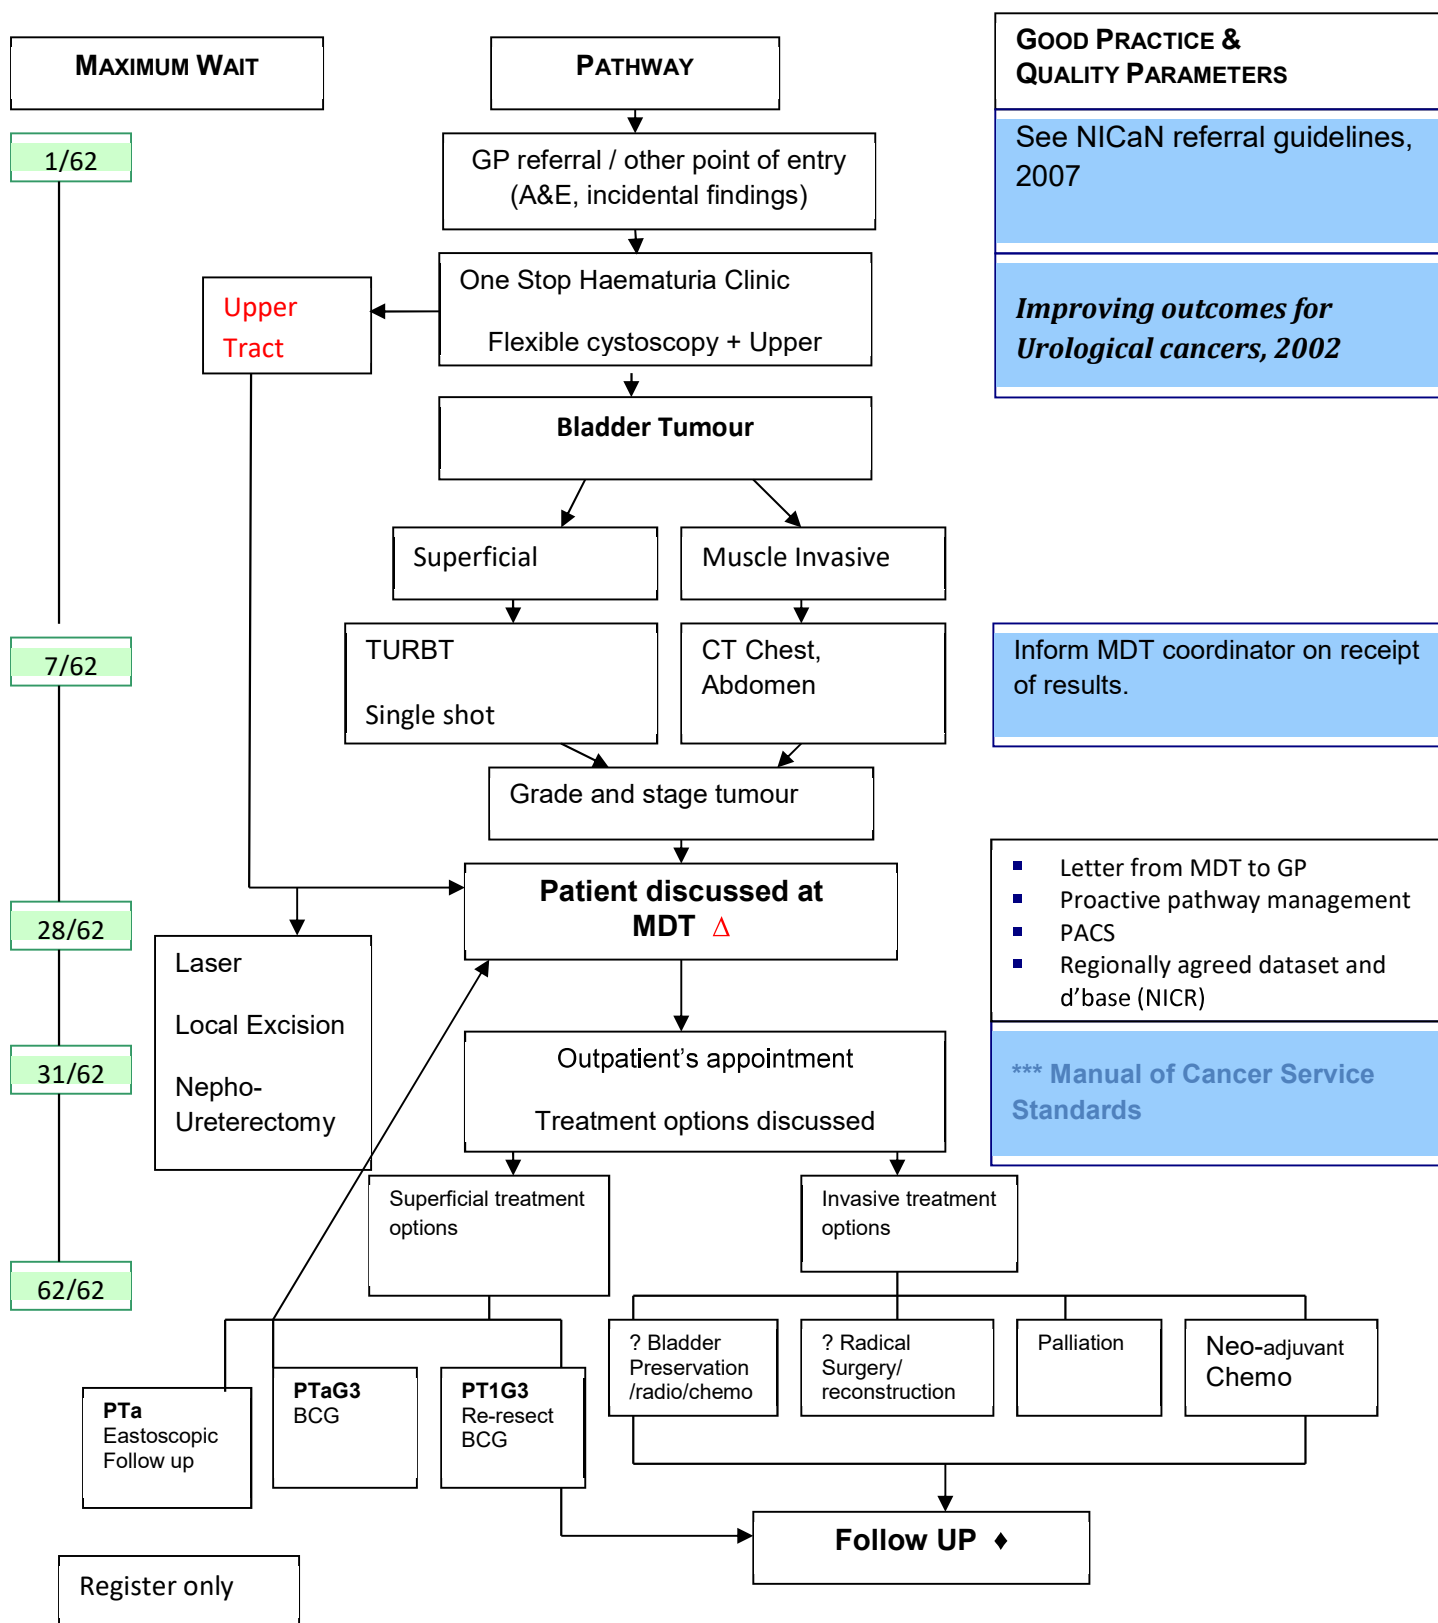 MAXIMUM WAIT
PATHWAY
GOOD PRACTICE &
QUALITY PARAMETERS
1/62
GP referral / other point of entry
(A&E, incidental findings)
See NICaN referral guidelines,
2007
One Stop Haematuria Clinic
Flexible cystoscopy + Upper
Upper
Tract
Improving outcomes for
Urological cancers, 2002
Bladder Tumour
Superficial
Muscle Invasive
7/62
TURBT
Single shot
CT Chest,
Abdomen
Inform MDT coordinator on receipt
of results.
Grade and stage tumour
Patient discussed at
MDT Δ
28/62
▪ Letter from MDT to GP
▪ Proactive pathway management
▪ PACS
▪ Regionally agreed dataset and
d’base (NICR)
Laser
Local Excision
Nepho-
Ureterectomy
31/62
Outpatient’s appointment
Treatment options discussed
*** Manual of Cancer Service
Standards
Superficial treatment
options
Invasive treatment
options
62/62
PTa
Eastoscopic
Follow up
PTaG3
BCG
PT1G3
Re-resect
BCG
? Bladder
Preservation
/radio/chemo
? Radical
Surgery/
reconstruction
Palliation
Neo-adjuvant
Chemo
Follow UP ♦
Register only